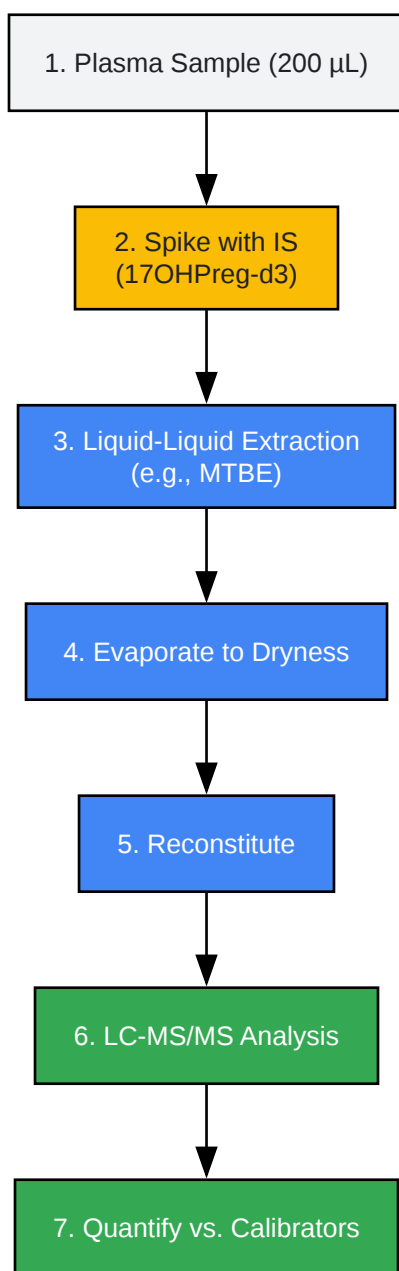 1. Plasma Sample (200 µL)
2. Spike with IS
(17OHPreg-d3)
3. Liquid-Liquid Extraction
(e.g., MTBE)
4. Evaporate to Dryness
5. Reconstitute
6. LC-MS/MS Analysis
7. Quantify vs. Calibrators